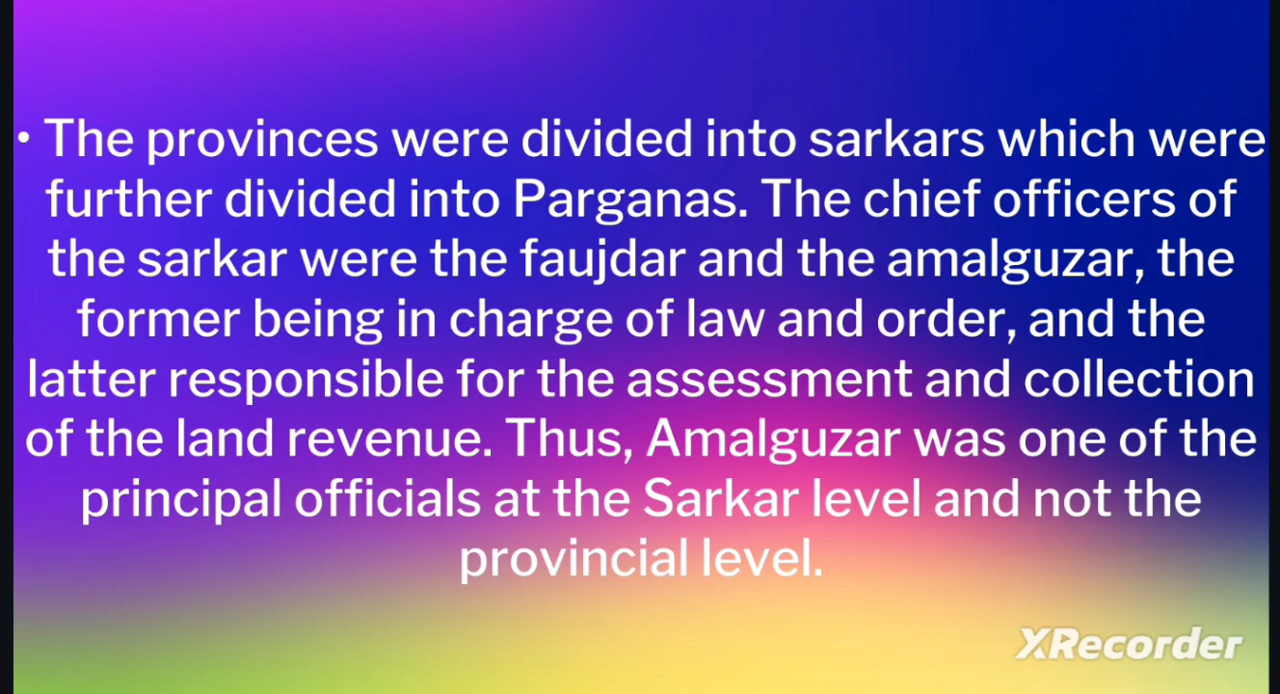 • The provinces were divided into sarkars which were
further divided into Parganas. The chief officers of
the sarkar were the faujdar and the amalguzar, the
former being in charge of law and order, and the
latter responsible for the assessment and collection
of the land revenue. Thus, Amalguzar was one of the
principal officials at the Sarkar level and not the
provincial level.
XRecorder